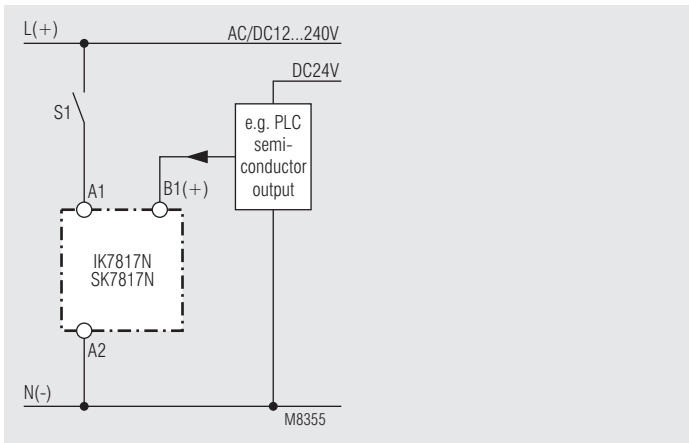 L(+)
AC/DC12...240V
DC24V
S1
e.g. PLC
semi-
conductor
output
A1
B1(+)
IK7817N
SK7817N
A2
N(-)
M8355